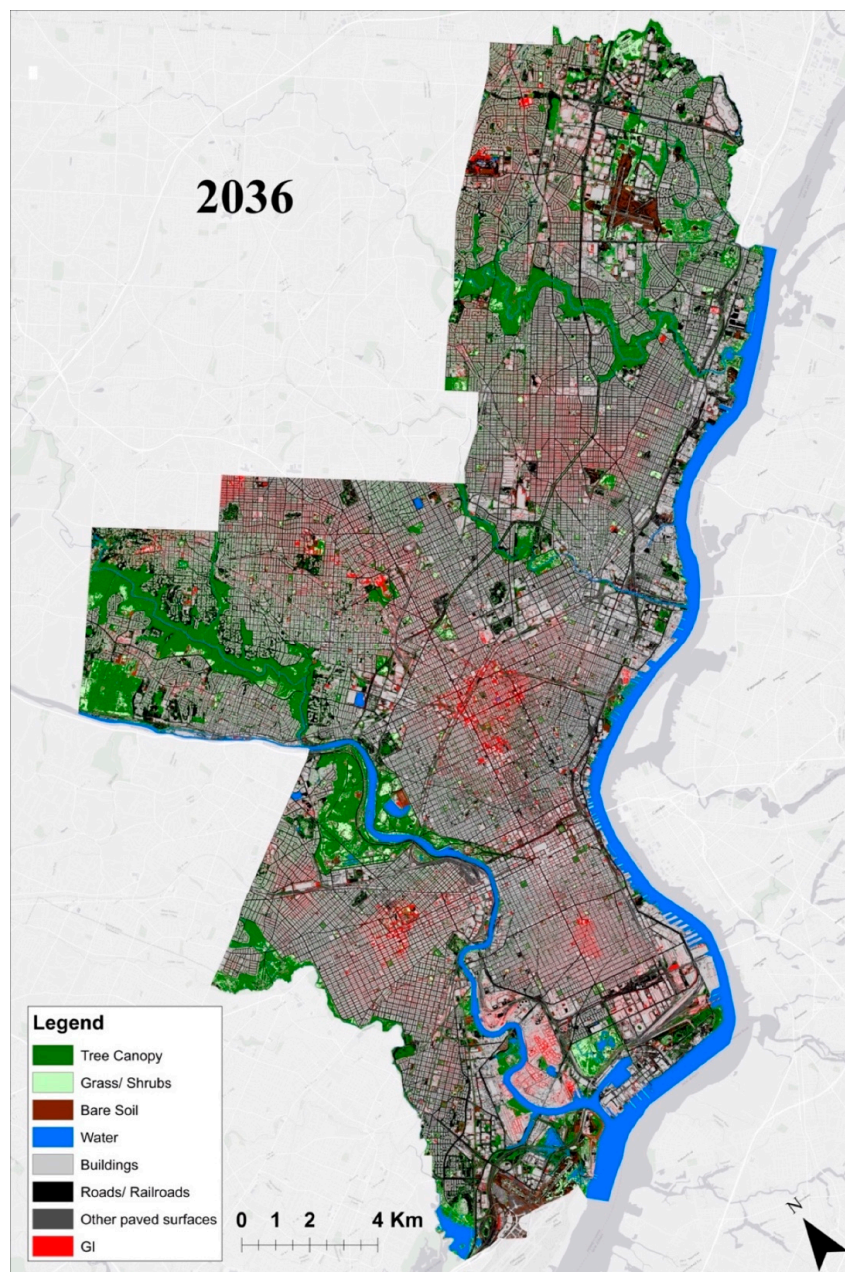 2036
Legend
Tree Canopy
Grass/ Shrubs
Bare Soil
Water
Buildings
Roads/ Railroads
Other paved surfaces
GI
0 1 2 4 Km
N